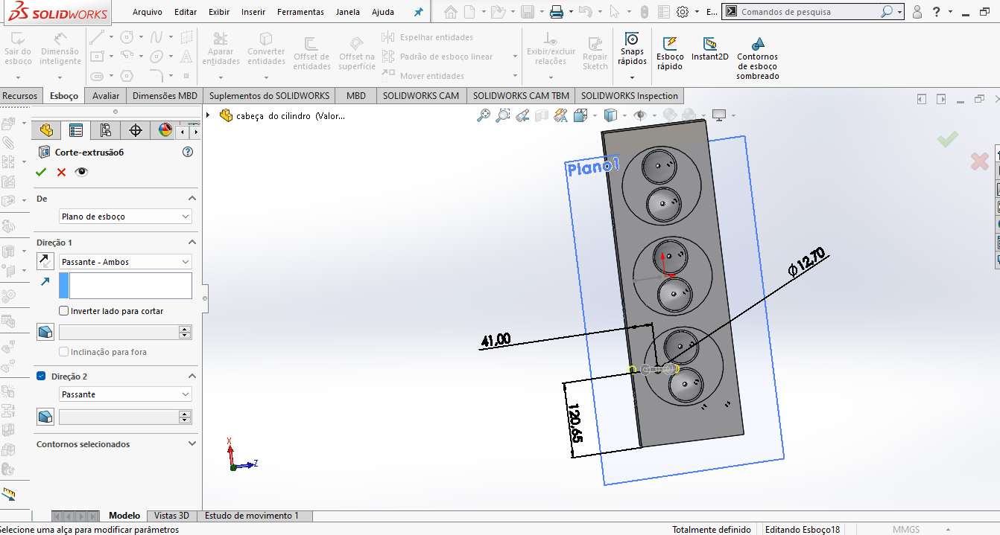 SOLIDWORKS
Arquivo Editar Exibir Inserir Ferramentas Janela Ajuda
E...
Comandos de pesquisa
Sair do esboço
Dimensão inteligente
Aparar entidades
Converter entidades
Offset de entidades
Offset na superfície
Espelhar entidades
Padrão de esboço linear
Mover entidades
Exibir/excluir relações
Repair Sketch
Snaps rápidos
Esboço rápido
Instant2D
Contornos de esboço sombreado
Recursos Esboço Avaliar Dimensões MBD Suplementos do SOLIDWORKS MBD SOLIDWORKS CAM SOLIDWORKS CAM TBM SOLIDWORKS Inspection
cabeça do cilindro (Valor...
Corte-extrusão6
De
Plano de esboço
Direção 1
Passante - Ambos
Inverter lado para cortar
Inclinação para fora
Direção 2
Passante
Contornos selecionados
Plano1
Φ12,70
41,00
120,65
X
Z
Modelo Vistas 3D Estudo de movimento 1
Selecione uma alça para modificar parâmetros
Totalmente definido
Editando Esboço18
MMGS